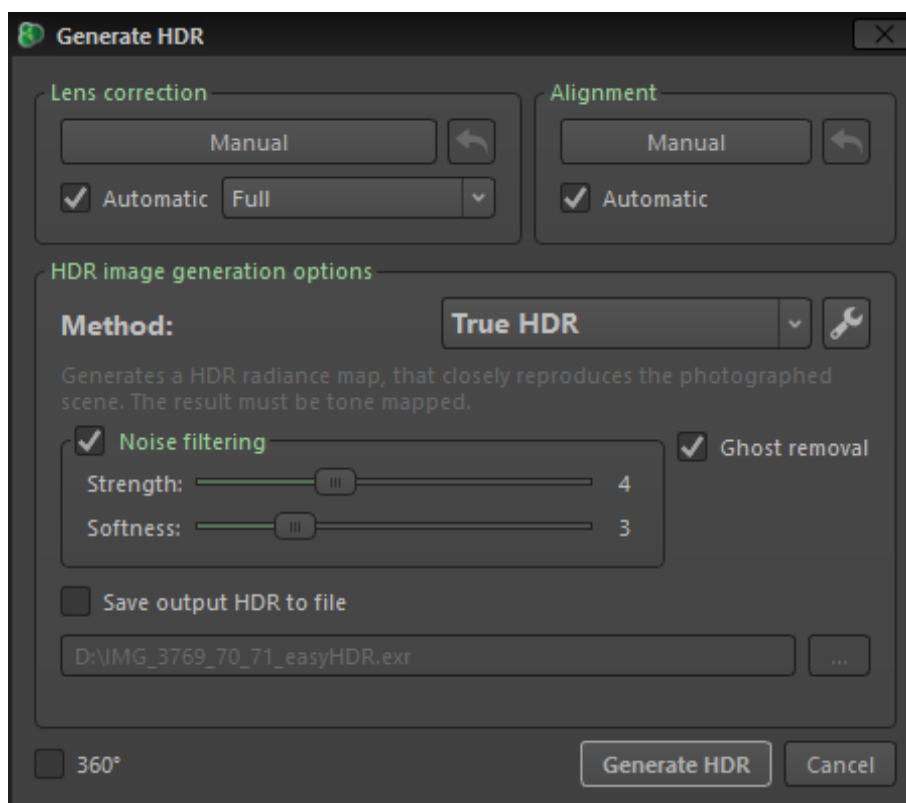 Generate HDR
Lens correction
Manual
Automatic Full
Alignment
Manual
Automatic
HDR image generation options
Method: True HDR
Generates a HDR radiance map, that closely reproduces the photographed
scene. The result must be tone mapped.
Noise filtering
Strength: 4
Softness: 3
Ghost removal
Save output HDR to file
D:\IMG_3769_70_71_easyHDR.exr ...
360° Generate HDR Cancel